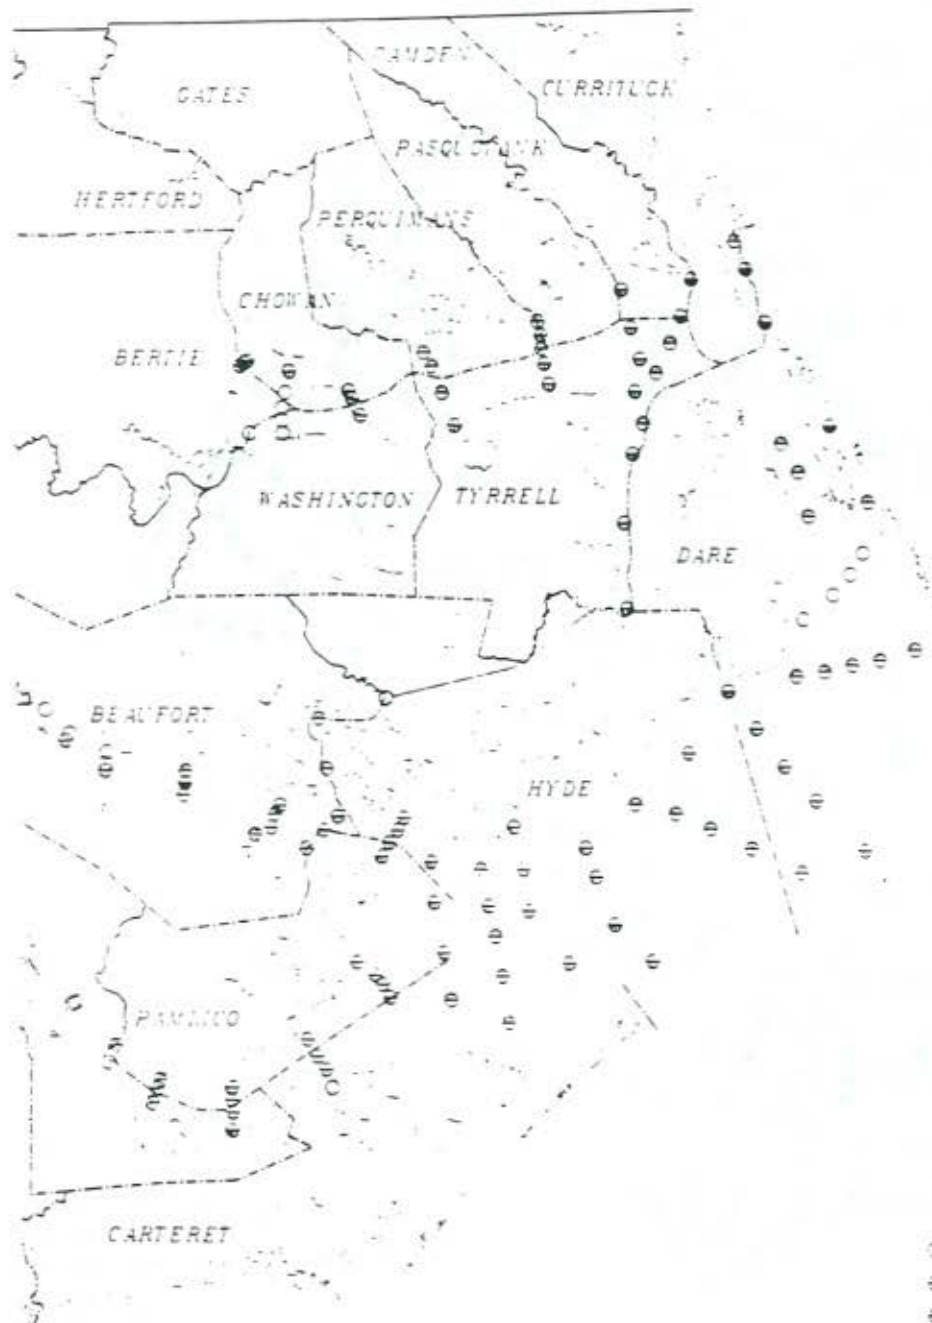 CAMDEN
GATES
CURRITUCK
PASQUOTANK
HERTFORD
PERQUIMANS
CHOWAN
BERTIE
WASHINGTON
TYRRELL
DARE
BEAUFORT
HYDE
PAMLICO
CARTERET